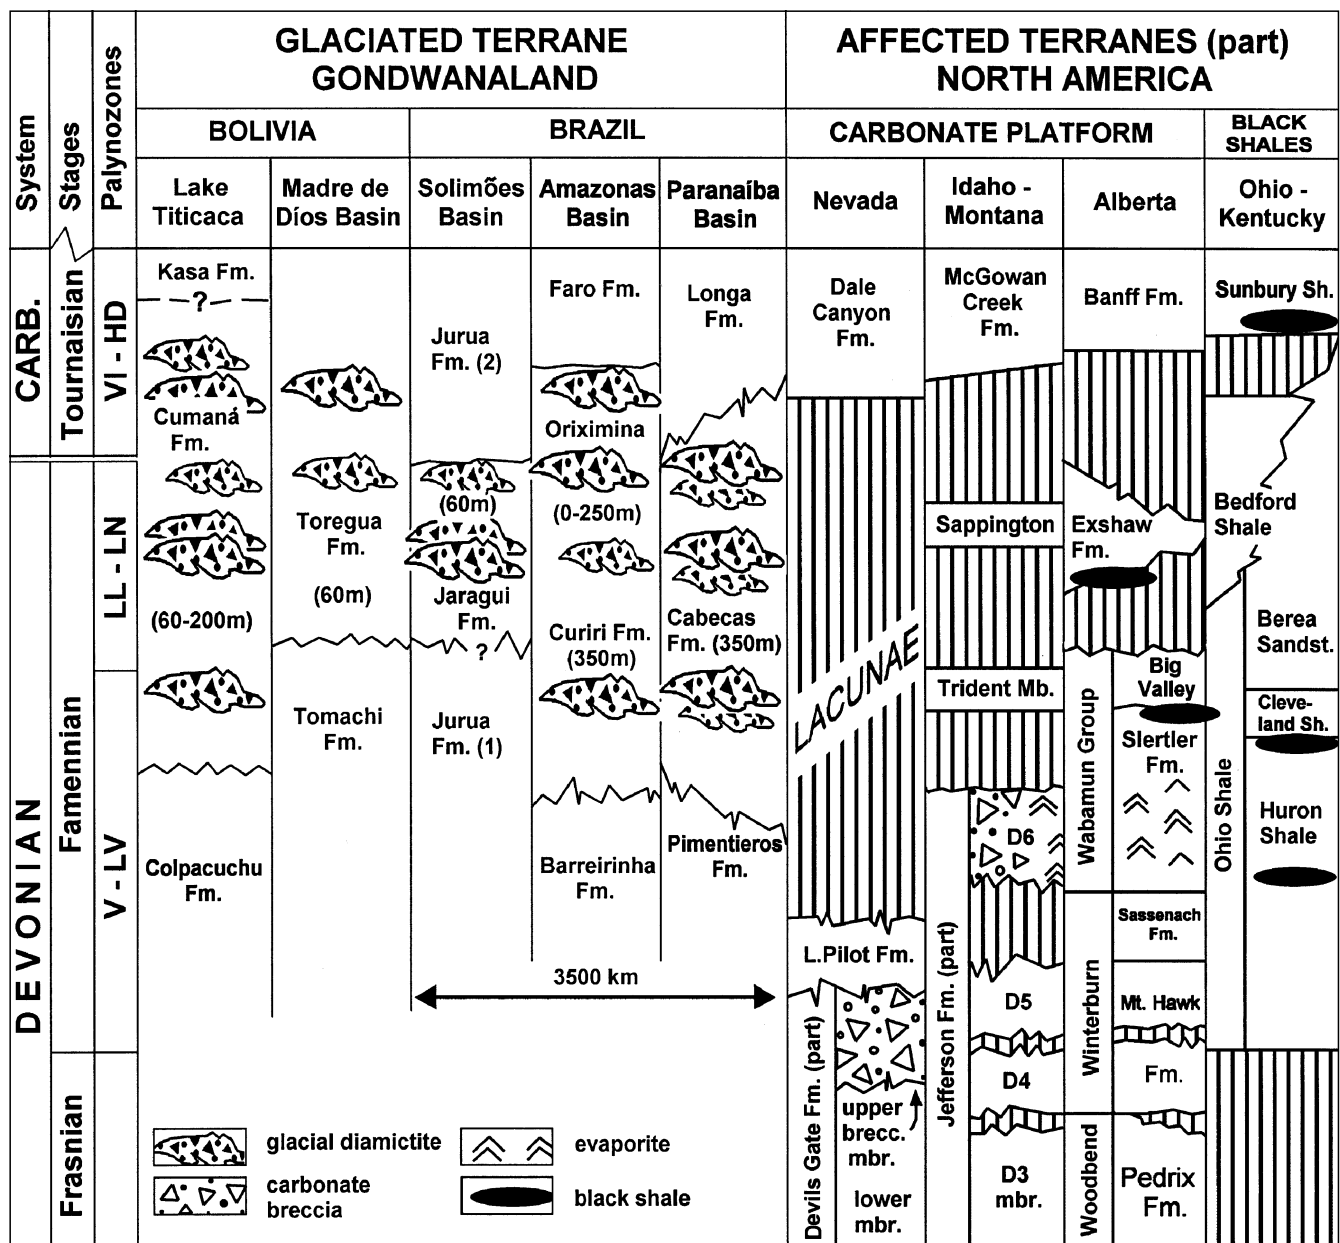 GLACIATED TERRANE
GONDWANALAND
AFFECTED TERRANES (part)
NORTH AMERICA
System
Stages
Palynozones
BOLIVIA
BRAZIL
CARBONATE PLATFORM
BLACK
SHALES
Lake
Titicaca
Madre de
Díos Basin
Solimões
Basin
Amazonas
Basin
Paranaíba
Basin
Nevada
Idaho -
Montana
Alberta
Ohio -
Kentucky
CARB.
DEVONIAN
Tournaisian
Famennian
Frasnian
VI - HD
LL - LN
V - LV
Kasa Fm.
?
Cumaná
Fm.
(60-200m)
Colpacuchu
Fm.
Toregua
Fm.
(60m)
Tomachi
Fm.
Jurua
Fm. (2)
(60m)
Jaragui
Fm.
?
Jurua
Fm. (1)
Faro Fm.
Oriximina
(0-250m)
Curiri Fm.
(350m)
Barreirinha
Fm.
Longa
Fm.
Cabecas
Fm. (350m)
Pimentieros
Fm.
3500 km
Dale
Canyon
Fm.
LACUNAE
L.Pilot Fm.
Devils Gate Fm. (part)
upper
brecc.
mbr.
lower
mbr.
McGowan
Creek
Fm.
Sappington
Trident Mb.
Jefferson Fm. (part)
D6
D5
D4
D3
mbr.
Banff Fm.
Exshaw
Fm.
Wabamun Group
Big
Valley
Slertler
Fm.
Winterburn
Sassenach
Fm.
Mt. Hawk
Fm.
Woodbend
Pedrix
Fm.
Sunbury Sh.
Bedford
Shale
Berea
Sandst.
Cleve-
land Sh.
Ohio Shale
Huron
Shale
glacial diamictite
evaporite
carbonate
breccia
black shale